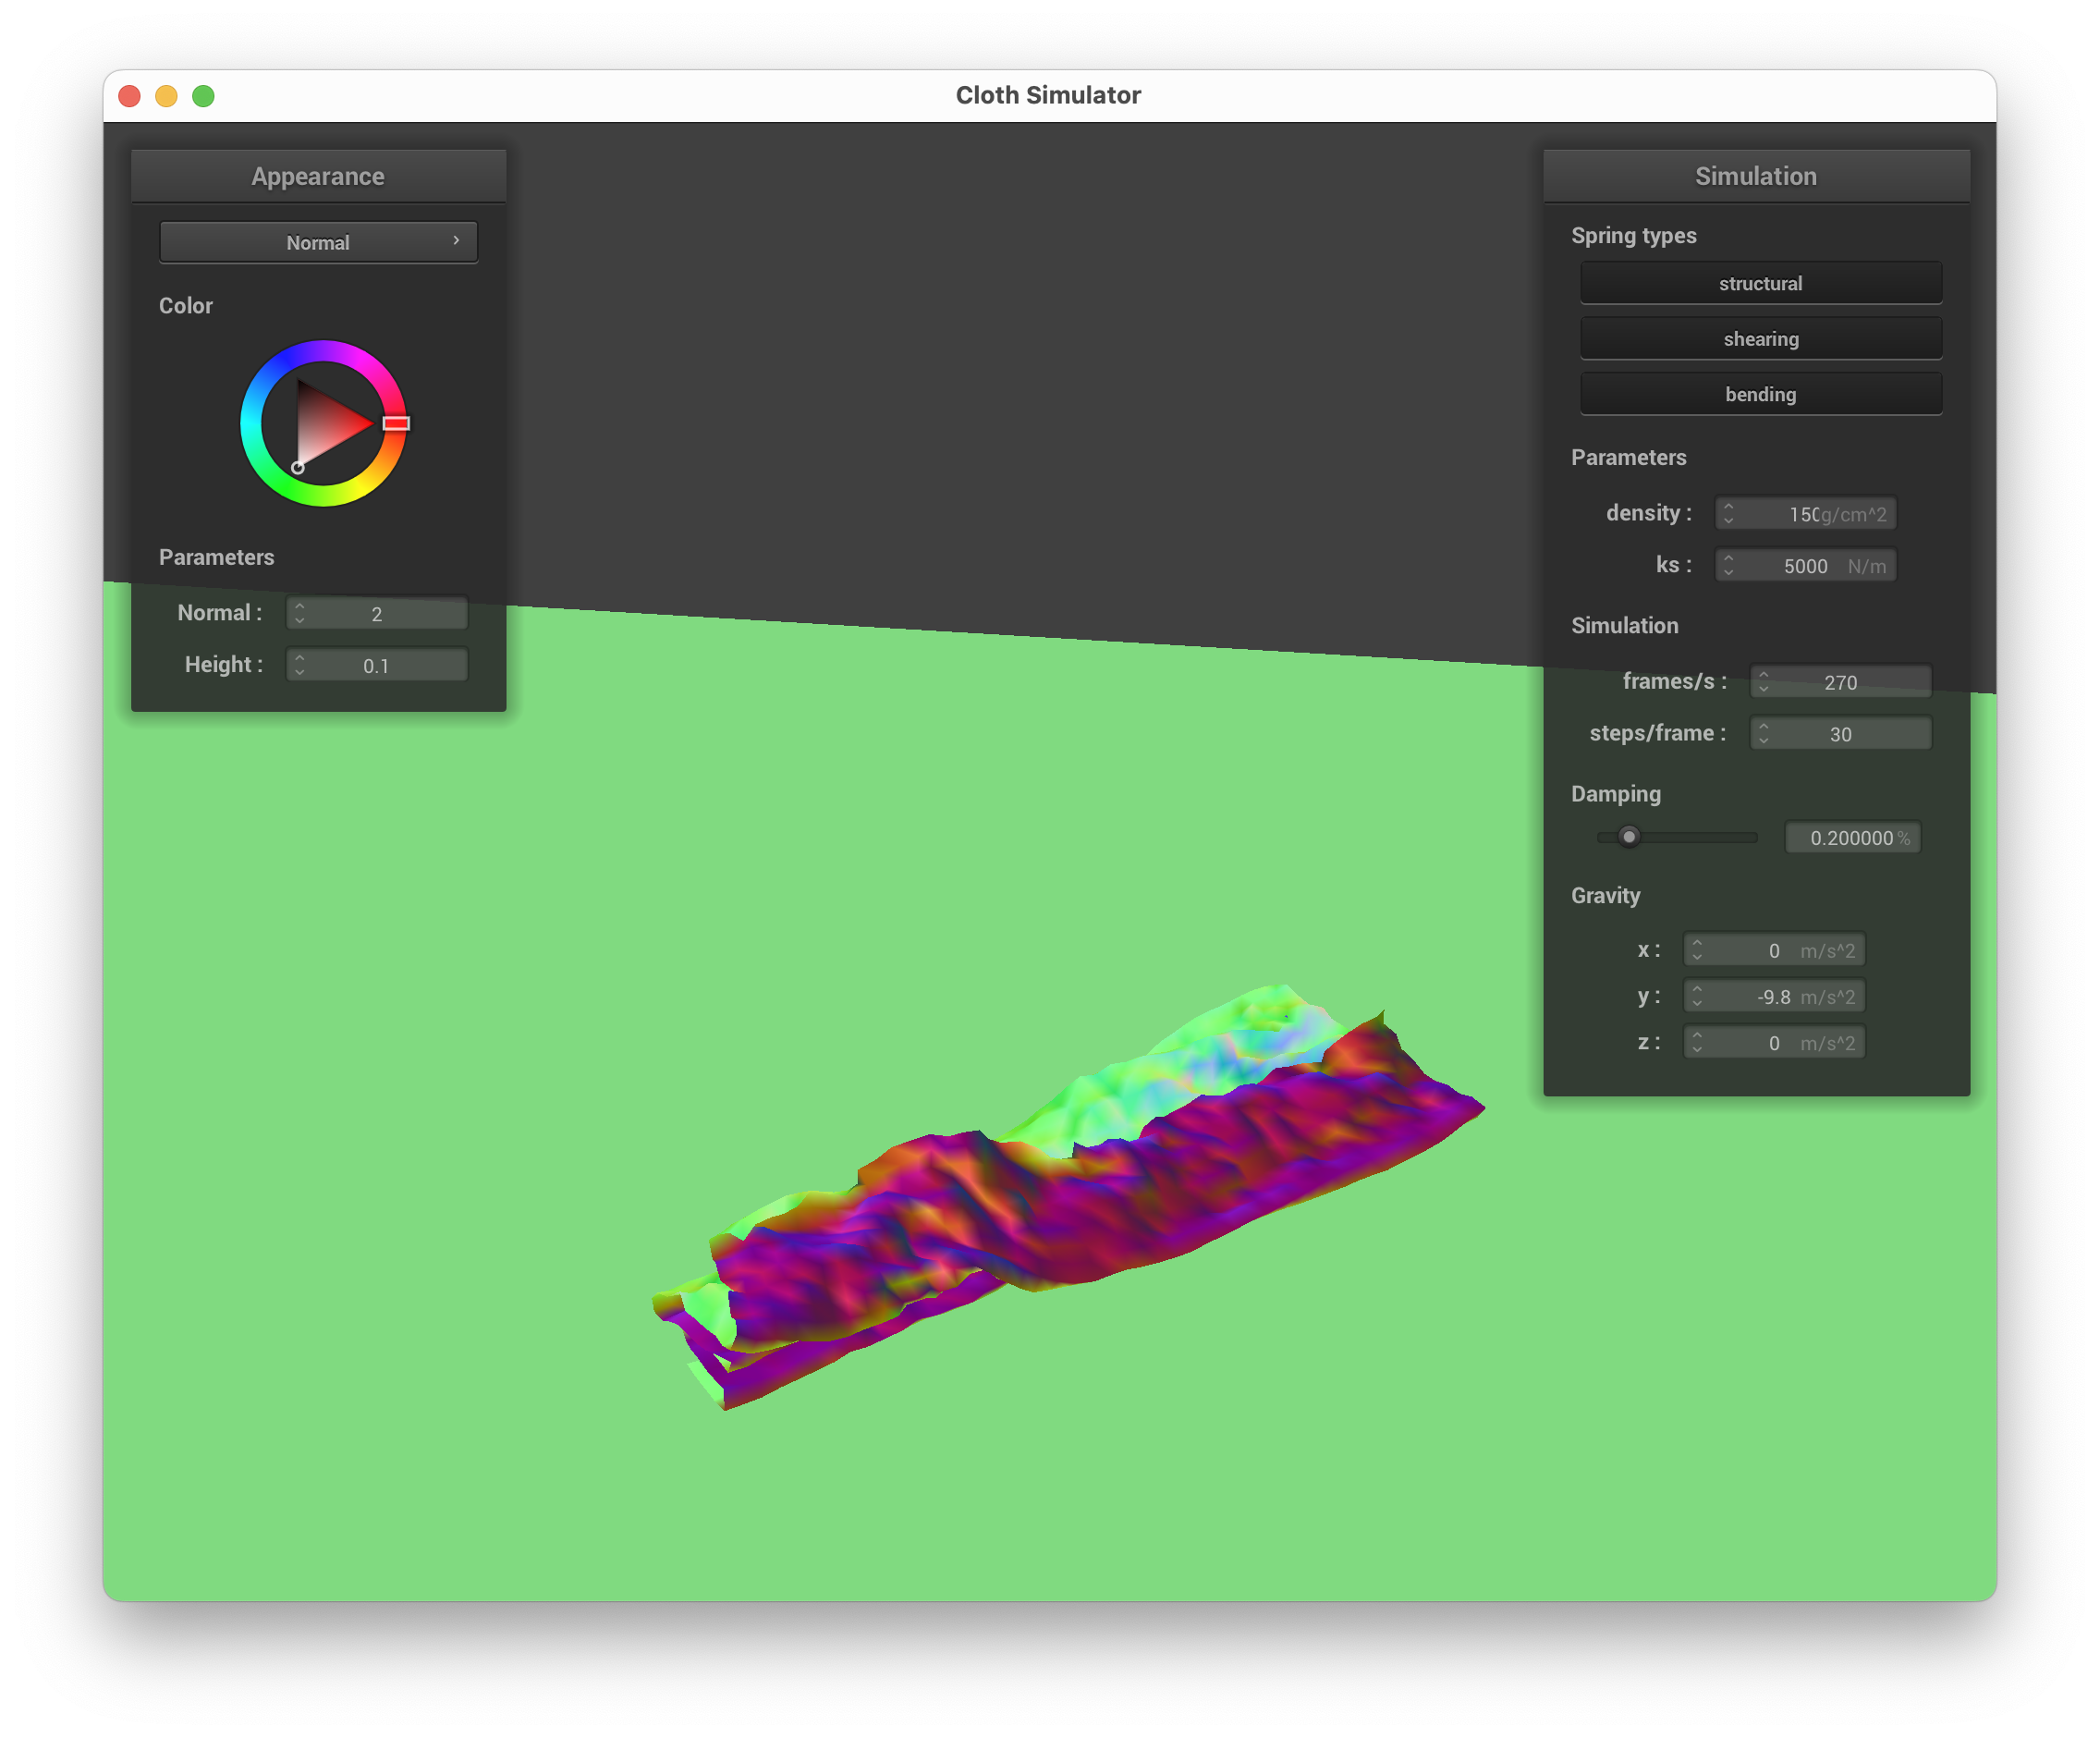 Cloth Simulator
Appearance
Normal
Color
Parameters
Normal : 2
Height : 0.1
Simulation
Spring types
structural
shearing
bending
Parameters
density : 150g/cm^2
ks : 5000 N/m
Simulation
frames/s : 270
steps/frame : 30
Damping
0.200000 %
Gravity
x : 0 m/s^2
y : -9.8 m/s^2
z : 0 m/s^2